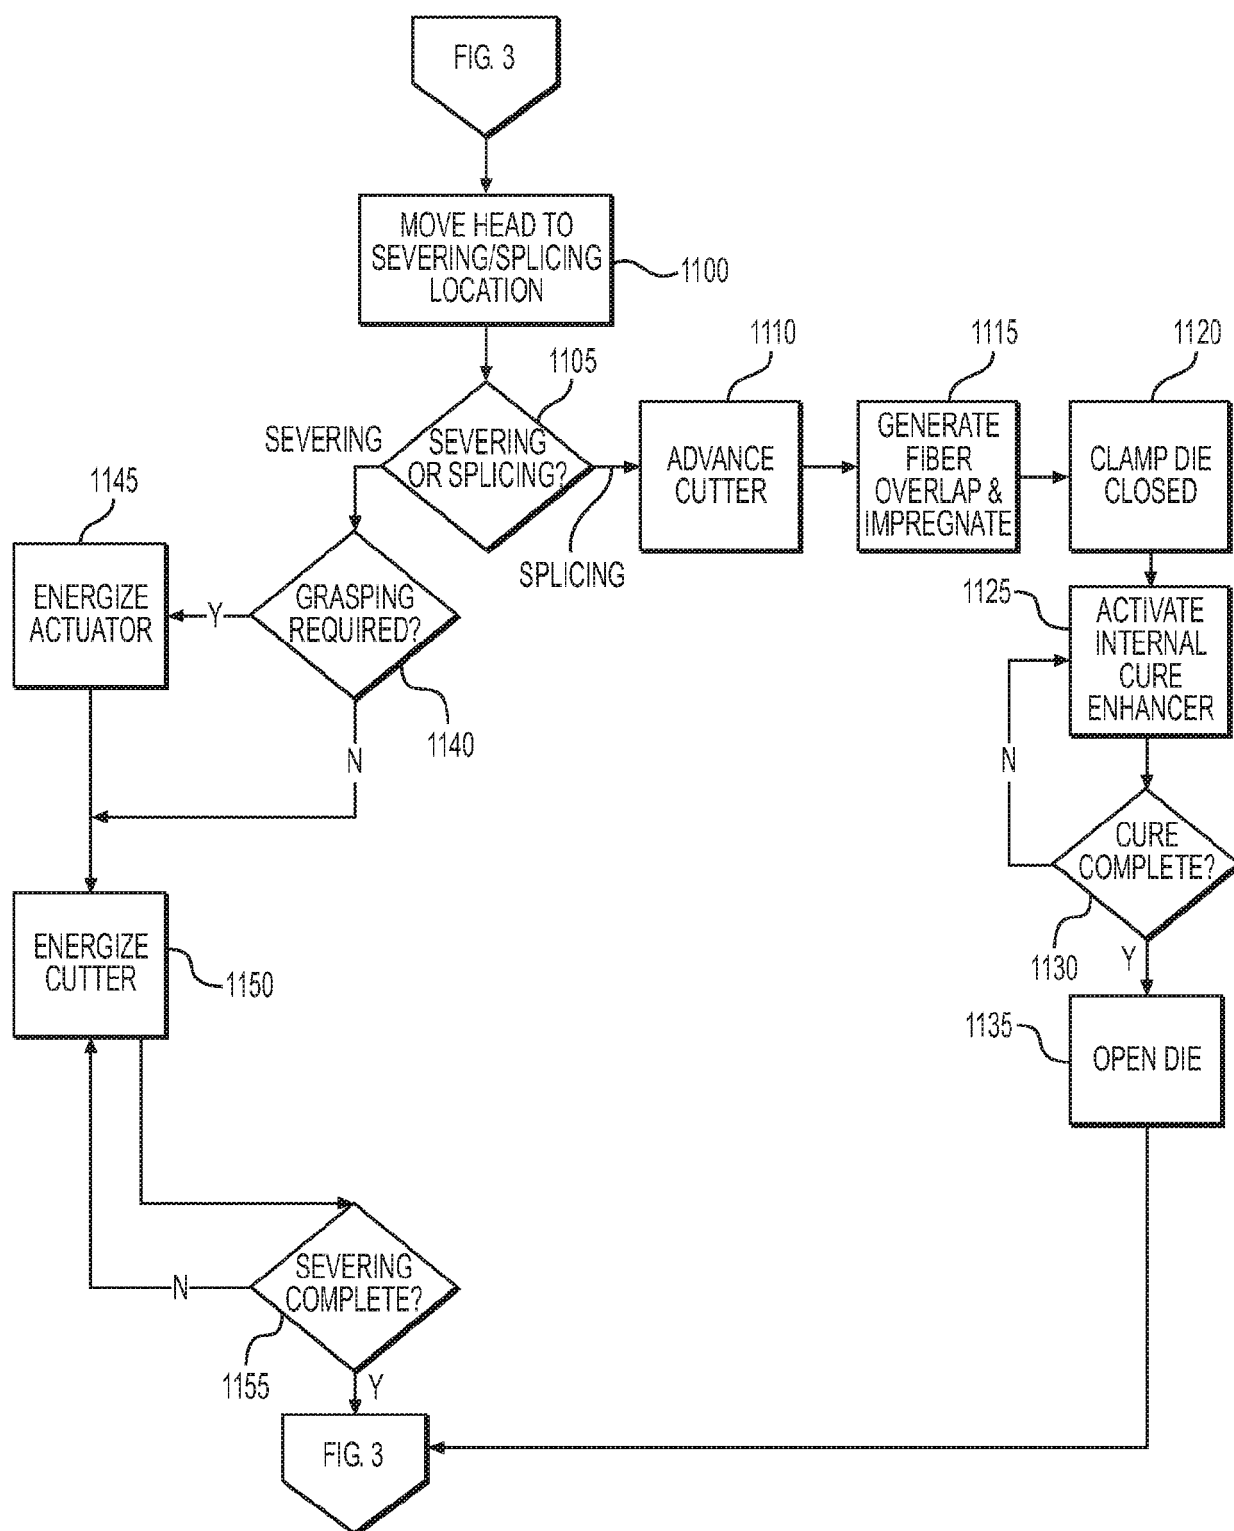 FIG. 3
MOVE HEAD TO
SEVERING/SPLICING
LOCATION
1100
1105
SEVERING
OR SPLICING?
SEVERING
SPLICING
1110
ADVANCE
CUTTER
1115
GENERATE
FIBER
OVERLAP &
IMPREGNATE
1120
CLAMP DIE
CLOSED
1125
ACTIVATE
INTERNAL
CURE
ENHANCER
N
CURE
COMPLETE?
1130
Y
1135
OPEN DIE
1145
ENERGIZE
ACTUATOR
Y
GRASPING
REQUIRED?
1140
N
ENERGIZE
CUTTER
1150
N
SEVERING
COMPLETE?
1155
Y
FIG. 3